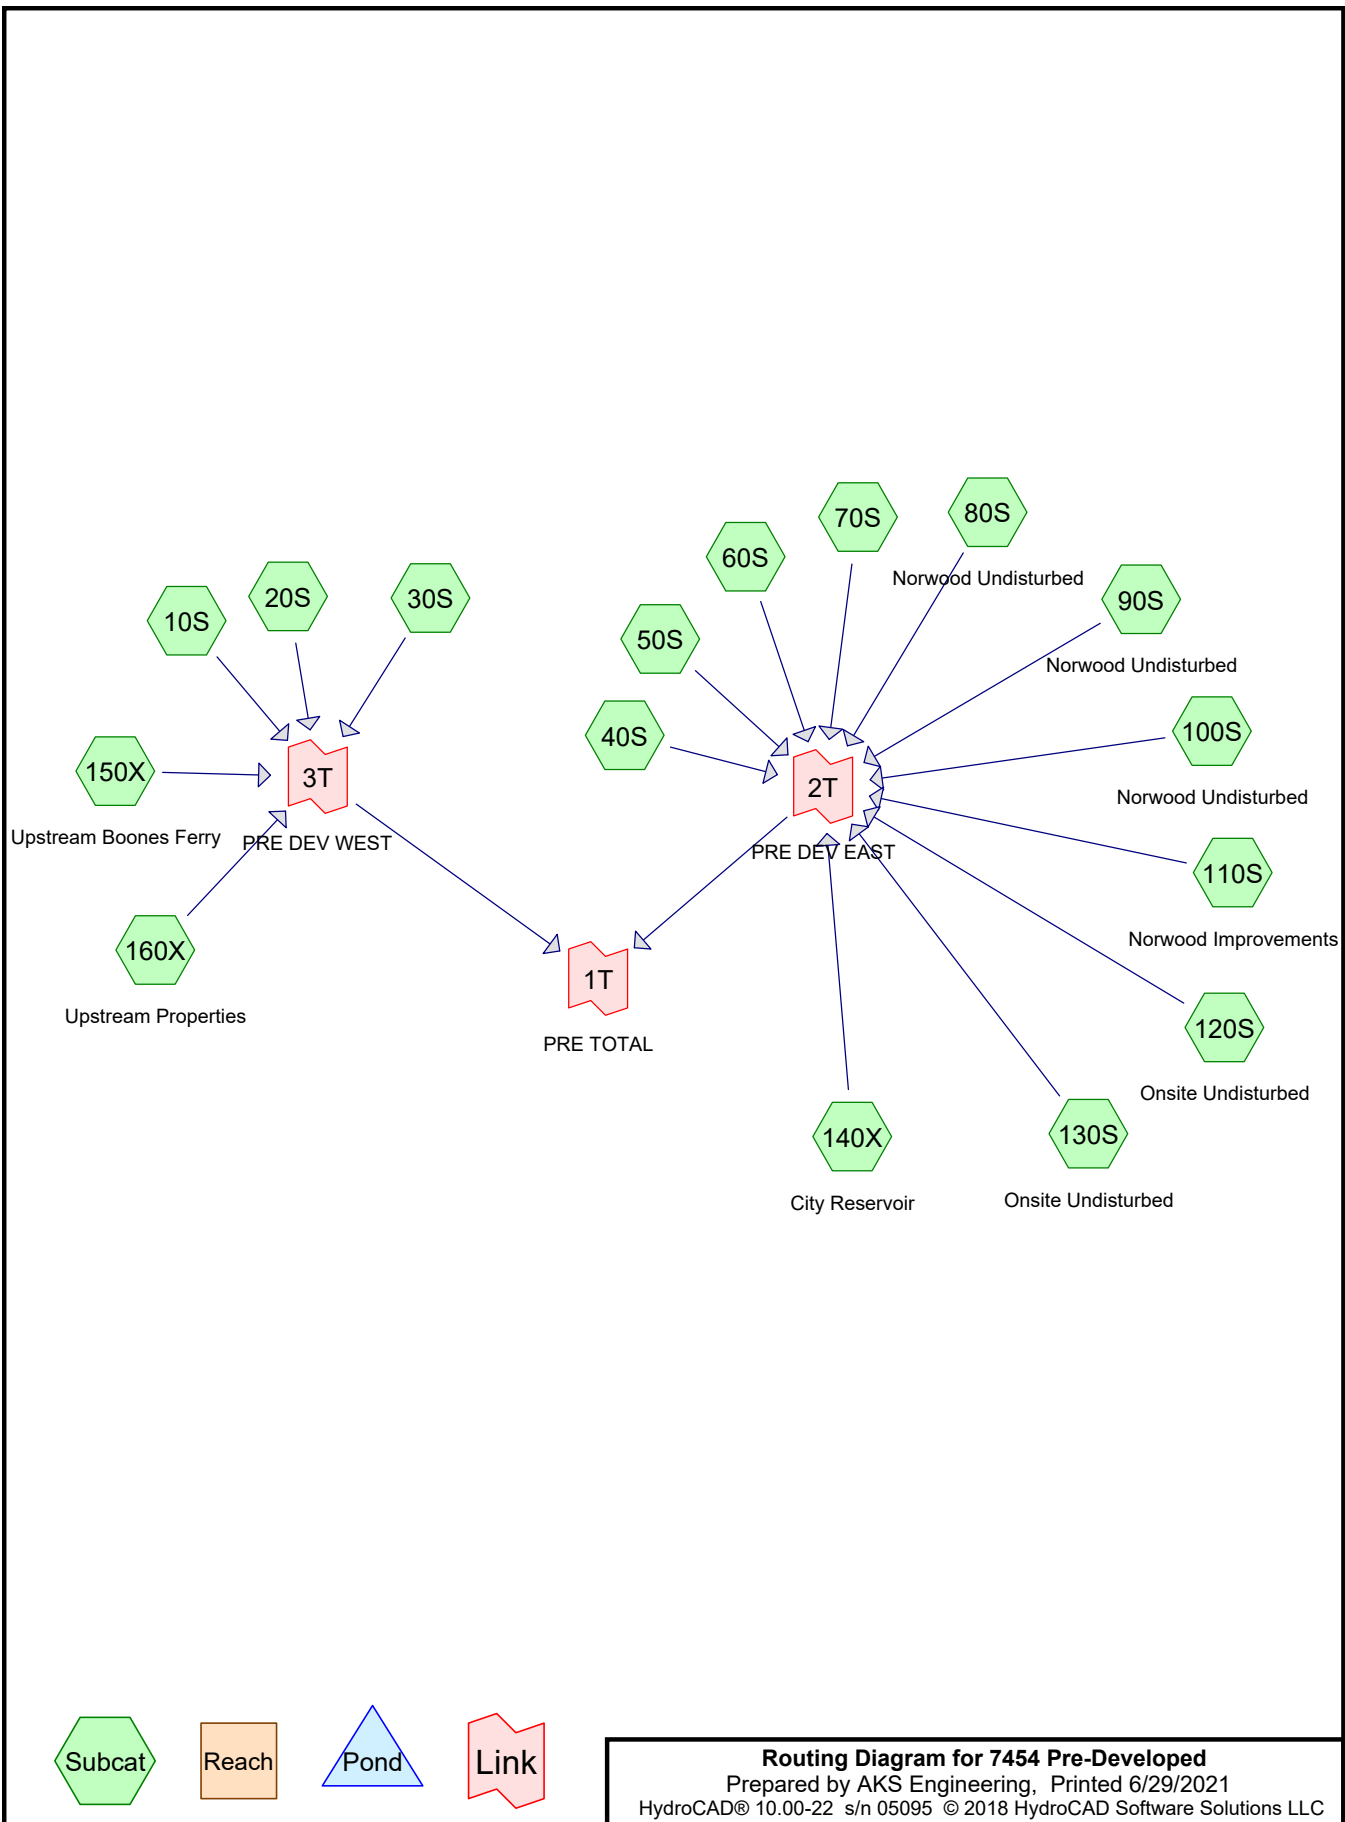 70S
80S
60S
Norwood Undisturbed
20S
30S
90S
10S
50S
Norwood Undisturbed
40S
100S
150X
3T
2T
Norwood Undisturbed
Upstream Boones Ferry
PRE DEV WEST
PRE DEV EAST
110S
Norwood Improvements
160X
1T
Upstream Properties
120S
PRE TOTAL
Onsite Undisturbed
140X
130S
City Reservoir
Onsite Undisturbed
Subcat
Reach
Pond
Link
Routing Diagram for 7454 Pre-Developed
Prepared by AKS Engineering, Printed 6/29/2021
HydroCAD® 10.00-22 s/n 05095 © 2018 HydroCAD Software Solutions LLC